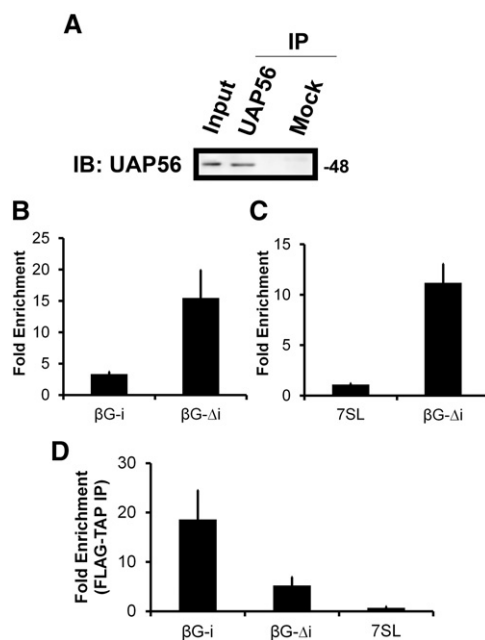 A
IP
Input
UAP56
Mock
IB: UAP56
-48
B
Fold Enrichment
25
20
15
10
5
0
βG-i
βG-Δi
C
Fold Enrichment
15
10
5
0
7SL
βG-Δi
D
Fold Enrichment
(FLAG-TAP IP)
30
20
10
0
βG-i
βG-Δi
7SL